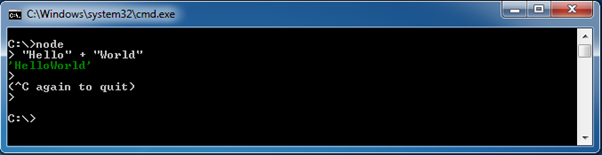 C:\Windows\system32\cmd.exe
C:\>node
> "Hello" + "World"
'HelloWorld'
>
(^C again to quit)
>
C:\>